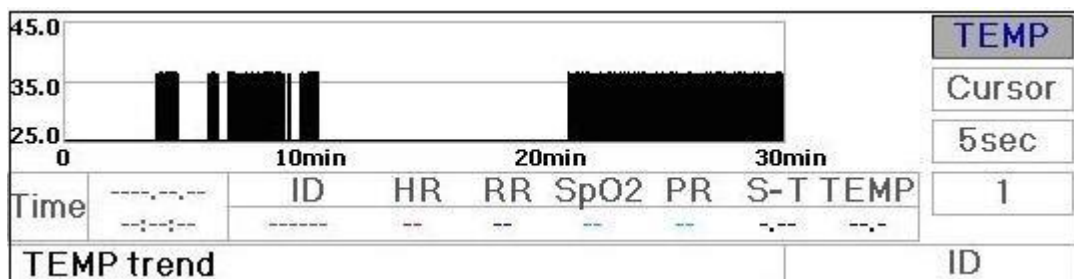 45.0
TEMP
35.0
Cursor
25.0
5sec
0 10min 20min 30min
Time ----.--.-- ID HR RR SpO2 PR S-T TEMP
1
--:--:-- ------ -- -- -- -- -.-- --.-
TEMP trend ID